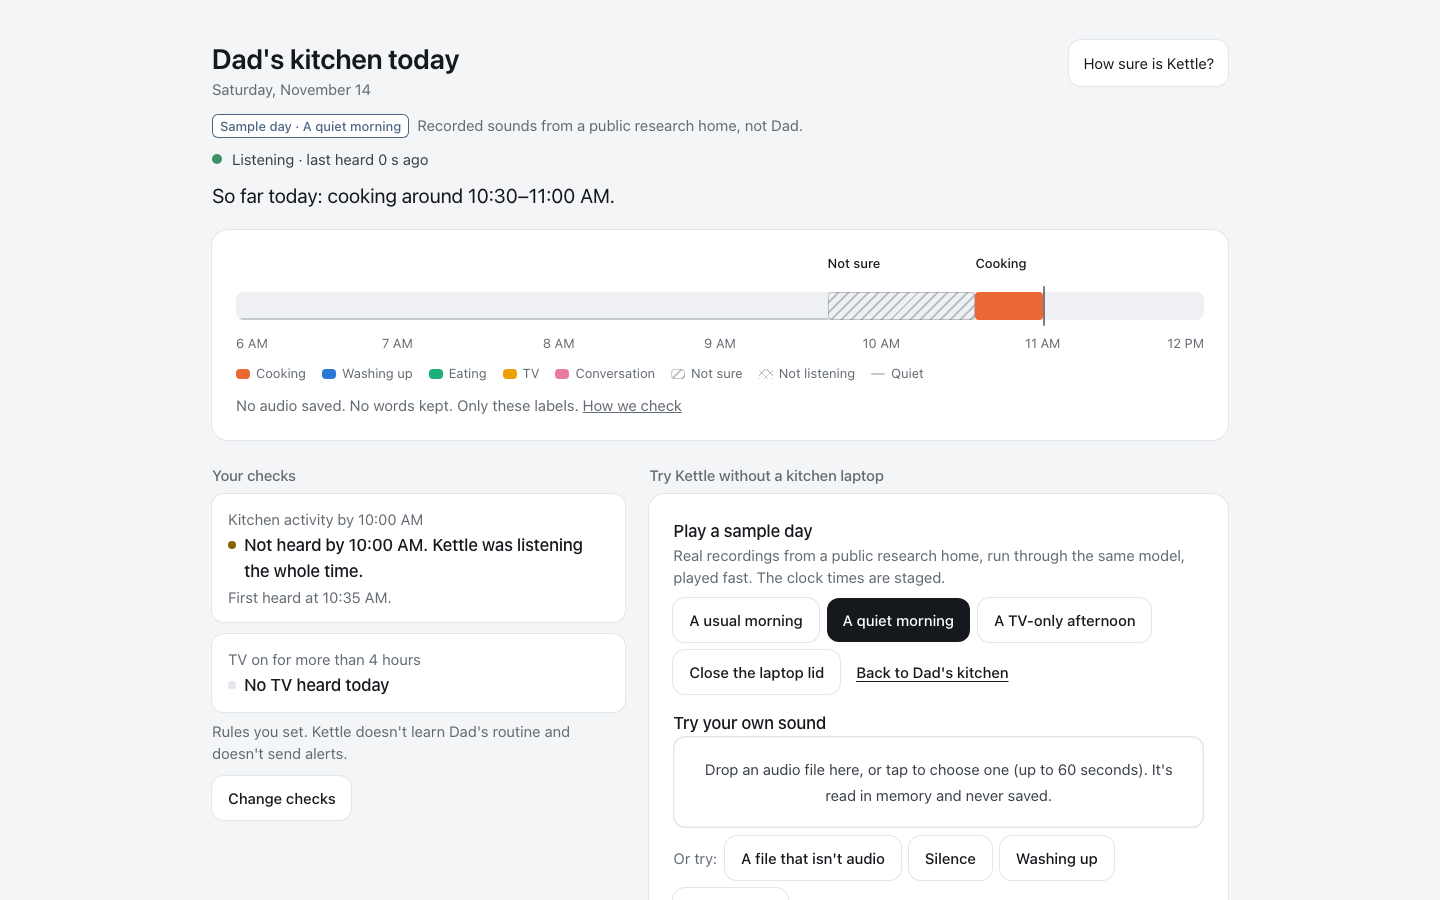 Dad's kitchen today
How sure is Kettle?
Saturday, November 14
Sample day · A quiet morning
Recorded sounds from a public research home, not Dad.
Listening · last heard 0 s ago
So far today: cooking around 10:30–11:00 AM.
Not sure
Cooking
6 AM
7 AM
8 AM
9 AM
10 AM
11 AM
12 PM
Cooking
Washing up
Eating
TV
Conversation
Not sure
Not listening
Quiet
No audio saved. No words kept. Only these labels. How we check
Your checks
Kitchen activity by 10:00 AM
Not heard by 10:00 AM. Kettle was listening
the whole time.
First heard at 10:35 AM.
TV on for more than 4 hours
No TV heard today
Rules you set. Kettle doesn't learn Dad's routine and
doesn't send alerts.
Change checks
Try Kettle without a kitchen laptop
Play a sample day
Real recordings from a public research home, run through the same model,
played fast. The clock times are staged.
A usual morning
A quiet morning
A TV-only afternoon
Close the laptop lid
Back to Dad's kitchen
Try your own sound
Drop an audio file here, or tap to choose one (up to 60 seconds). It's
read in memory and never saved.
Or try:
A file that isn't audio
Silence
Washing up